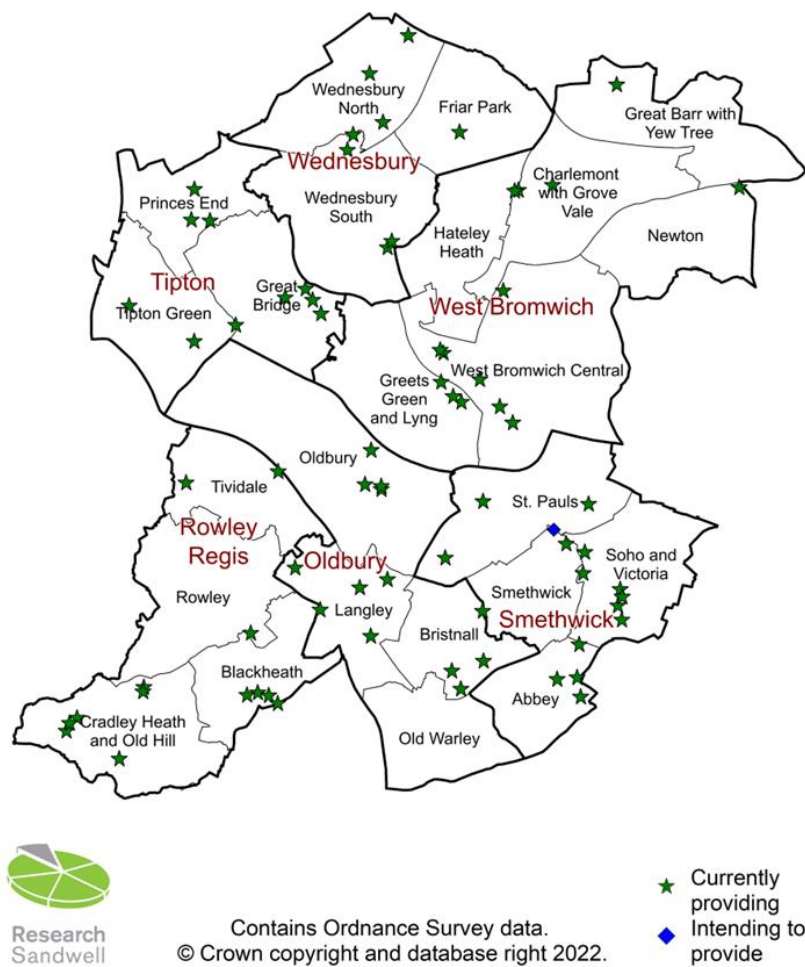 Wednesbury
North
Friar Park
Great Barr with
Yew Tree
Wednesbury
Princes End
Wednesbury
South
Charlemont
with Grove
Vale
Hateley
Heath
Newton
Tipton
Great
Bridge
Tipton Green
West Bromwich
West Bromwich Central
Greets
Green
and Lyng
Oldbury
Tividale
St. Pauls
Rowley
Regis
Oldbury
Soho and
Victoria
Rowley
Smethwick
Langley
Smethwick
Bristnall
Blackheath
Abbey
Cradley Heath
and Old Hill
Old Warley
Research
Sandwell
Contains Ordnance Survey data.
© Crown copyright and database right 2022.
Currently
providing
Intending to
provide